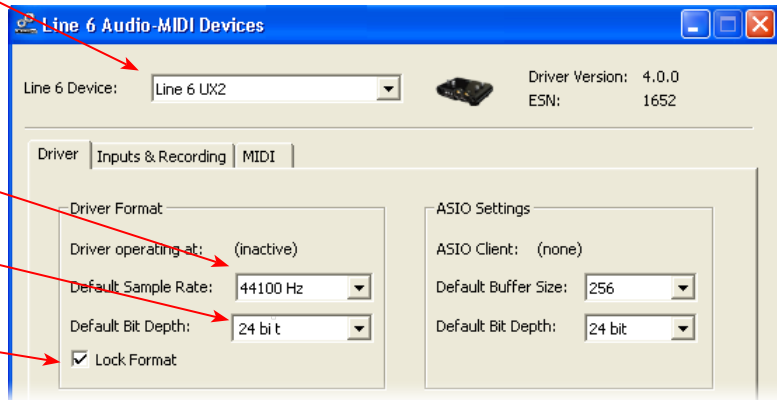 Line 6 Audio-MIDI Devices
Line 6 Device: Line 6 UX2
Driver Version: 4.0.0
ESN: 1652
Driver Inputs & Recording MIDI
Driver Format
Driver operating at: (inactive)
Default Sample Rate: 44100 Hz
Default Bit Depth: 24 bit
Lock Format
ASIO Settings
ASIO Client: (none)
Default Buffer Size: 256
Default Bit Depth: 24 bit